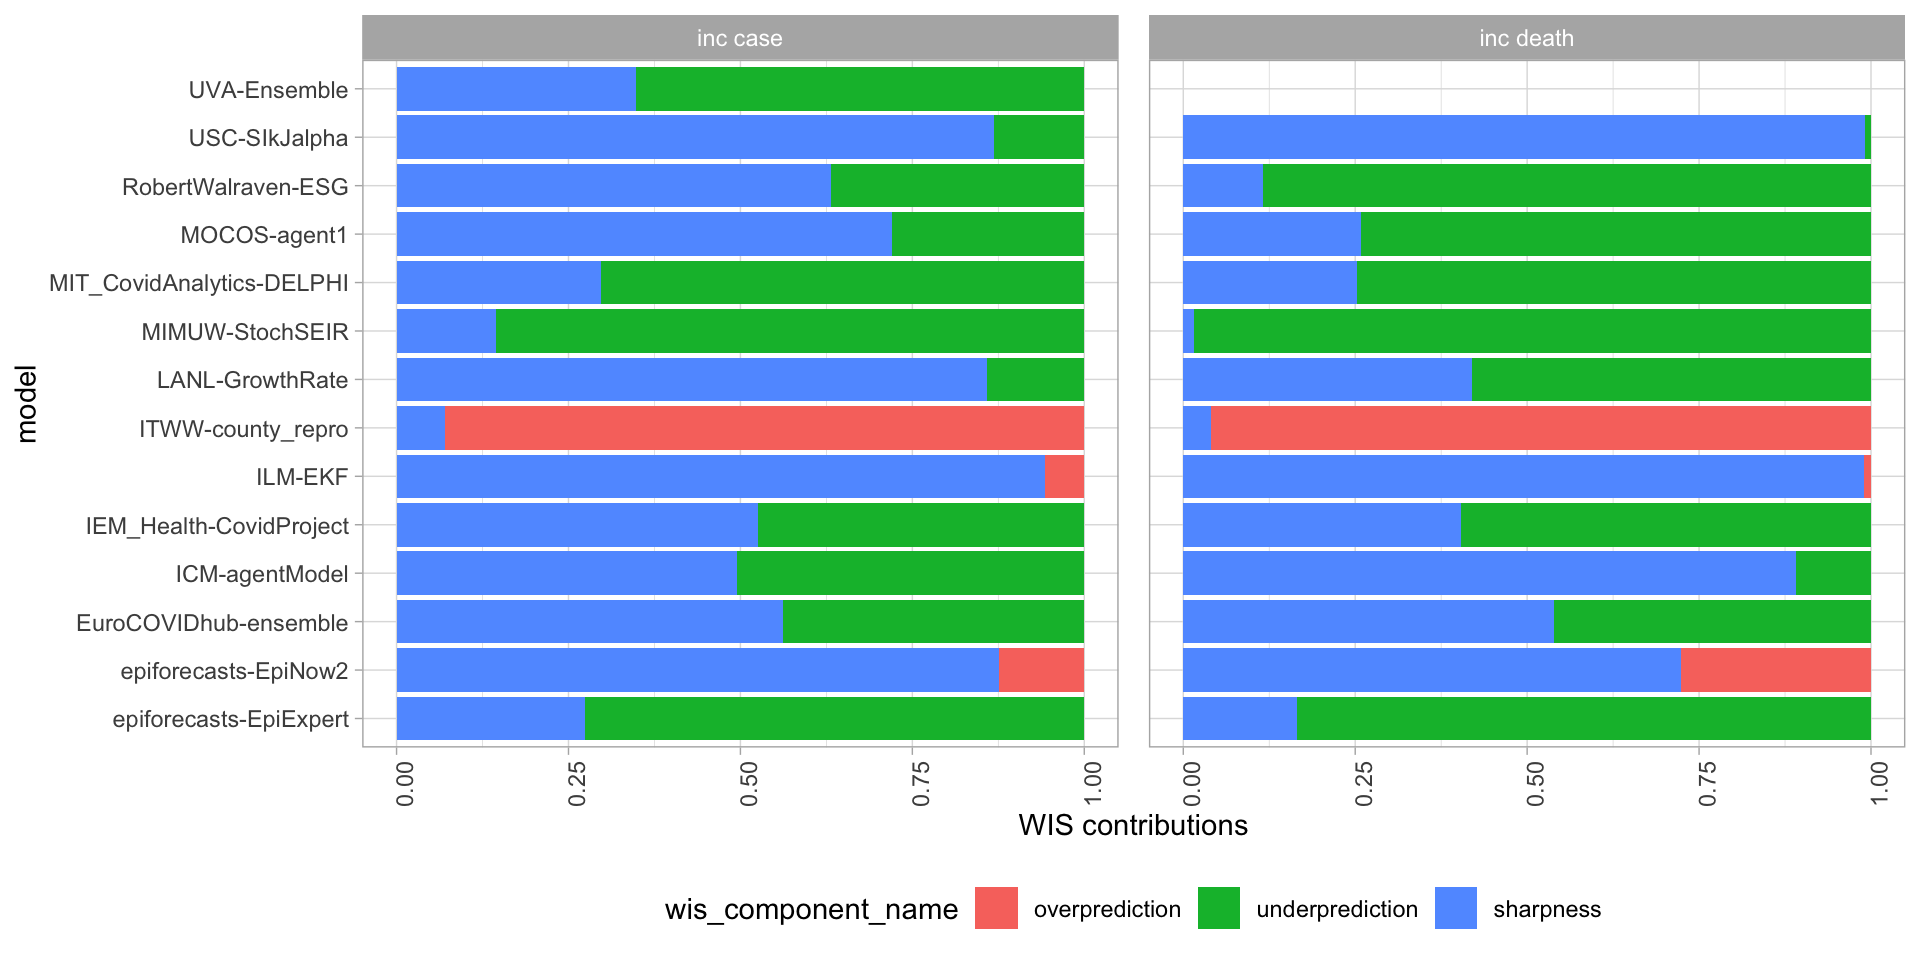 inc case
inc death
UVA-Ensemble
USC-SIkJalpha
RobertWalraven-ESG
MOCOS-agent1
MIT_CovidAnalytics-DELPHI
MIMUW-StochSEIR
LANL-GrowthRate
ITWW-county_repro
ILM-EKF
IEM_Health-CovidProject
ICM-agentModel
EuroCOVIDhub-ensemble
epiforecasts-EpiNow2
epiforecasts-EpiExpert
model
0.00 0.25 0.50 0.75 1.00
0.00 0.25 0.50 0.75 1.00
WIS contributions
wis_component_name overprediction underprediction sharpness